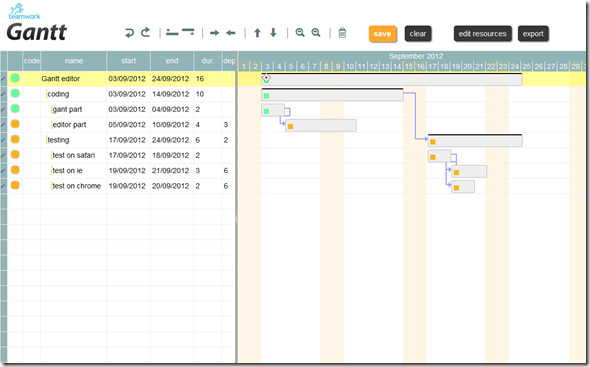 teamwork
Gantt
save clear edit resources export
code name start end dur. dep September 2012
1 2 3 4 5 6 7 8 9 10 11 12 13 14 15 16 17 18 19 20 21 22 23 24 25 26 27 28 29 3
Gantt editor 03/09/2012 24/09/2012 16
coding 03/09/2012 14/09/2012 10
gant part 03/09/2012 04/09/2012 2
editor part 05/09/2012 10/09/2012 4 3
testing 17/09/2012 24/09/2012 6 2
test on safari 17/09/2012 18/09/2012 2
test on ie 19/09/2012 21/09/2012 3 6
test on chrome 19/09/2012 20/09/2012 2 6